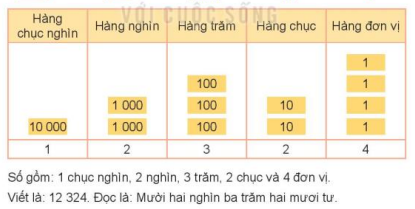 VỚI CUỘC SỐNG
Hàng chục nghìn Hàng nghìn Hàng trăm Hàng chục Hàng đơn vị
1
100 1
1 000 100 10 1
10 000 1 000 100 10 1
1 2 3 2 4
Số gồm: 1 chục nghìn, 2 nghìn, 3 trăm, 2 chục và 4 đơn vị.
Viết là: 12 324. Đọc là: Mười hai nghìn ba trăm hai mươi tư.